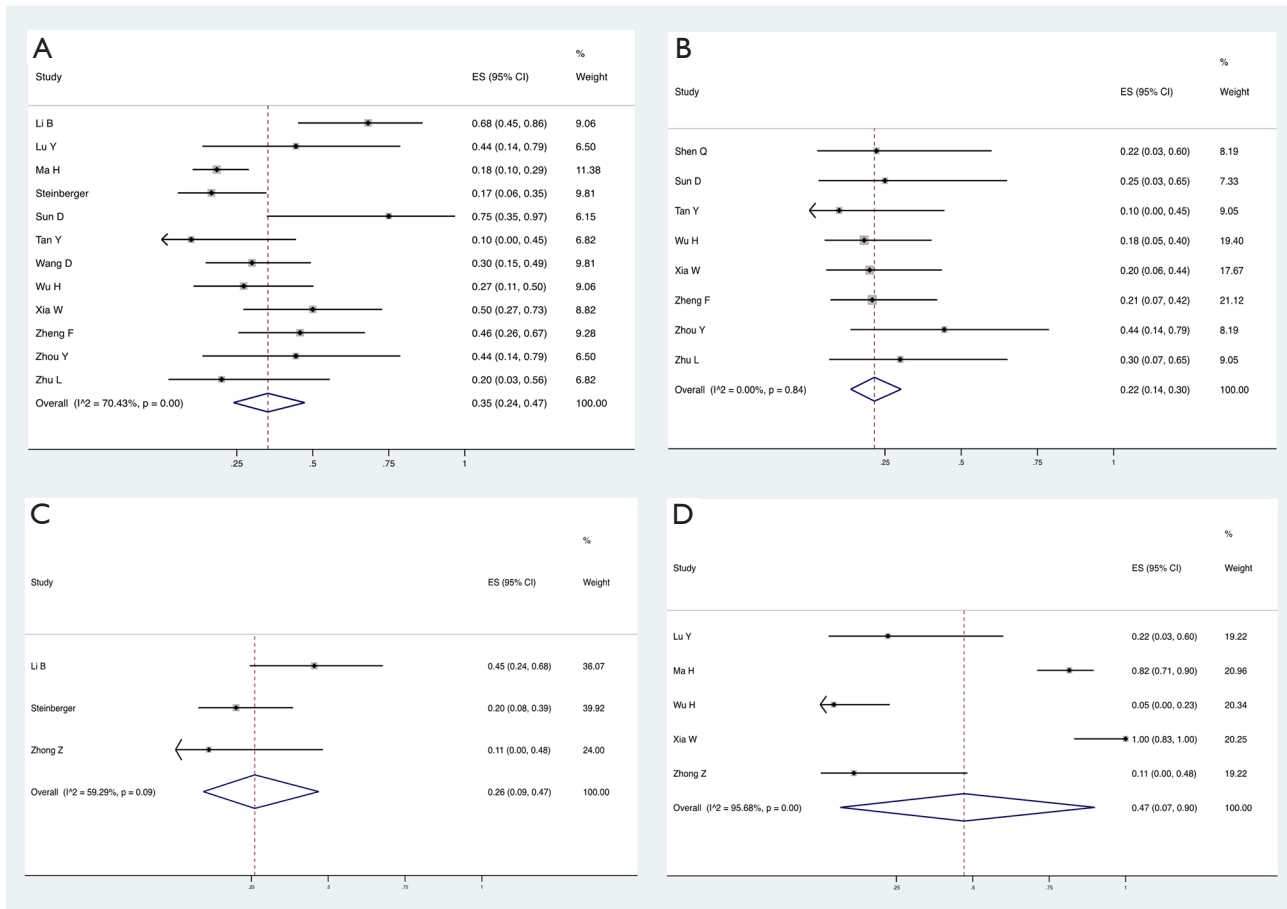 A
%
Study ES (95% CI) Weight
Li B 0.68 (0.45, 0.86) 9.06
Lu Y 0.44 (0.14, 0.79) 6.50
Ma H 0.18 (0.10, 0.29) 11.38
Steinberger 0.17 (0.06, 0.35) 9.81
Sun D 0.75 (0.35, 0.97) 6.15
Tan Y 0.10 (0.00, 0.45) 6.82
Wang D 0.30 (0.15, 0.49) 9.81
Wu H 0.27 (0.11, 0.50) 9.06
Xia W 0.50 (0.27, 0.73) 8.82
Zheng F 0.46 (0.26, 0.67) 9.28
Zhou Y 0.44 (0.14, 0.79) 6.50
Zhu L 0.20 (0.03, 0.56) 6.82
Overall (I^2 = 70.43%, p = 0.00) 0.35 (0.24, 0.47) 100.00
.25 .5 .75 1
B
%
Study ES (95% CI) Weight
Shen Q 0.22 (0.03, 0.60) 8.19
Sun D 0.25 (0.03, 0.65) 7.33
Tan Y 0.10 (0.00, 0.45) 9.05
Wu H 0.18 (0.05, 0.40) 19.40
Xia W 0.20 (0.06, 0.44) 17.67
Zheng F 0.21 (0.07, 0.42) 21.12
Zhou Y 0.44 (0.14, 0.79) 8.19
Zhu L 0.30 (0.07, 0.65) 9.05
Overall (I^2 = 0.00%, p = 0.84) 0.22 (0.14, 0.30) 100.00
.25 .5 .75 1
C
%
Study ES (95% CI) Weight
Li B 0.45 (0.24, 0.68) 36.07
Steinberger 0.20 (0.08, 0.39) 39.92
Zhong Z 0.11 (0.00, 0.48) 24.00
Overall (I^2 = 59.29%, p = 0.09) 0.26 (0.09, 0.47) 100.00
.25 .5 .75 1
D
%
Study ES (95% CI) Weight
Lu Y 0.22 (0.03, 0.60) 19.22
Ma H 0.82 (0.71, 0.90) 20.96
Wu H 0.05 (0.00, 0.23) 20.34
Xia W 1.00 (0.83, 1.00) 20.25
Zhong Z 0.11 (0.00, 0.48) 19.22
Overall (I^2 = 95.68%, p = 0.00) 0.47 (0.07, 0.90) 100.00
.25 .5 .75 1